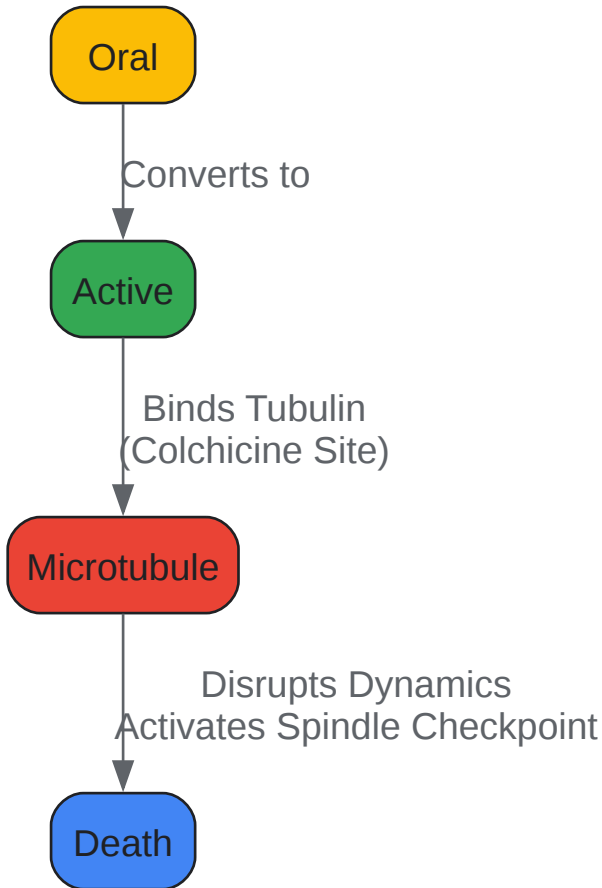 Oral
Converts to
Active
Binds Tubulin
(Colchicine Site)
Microtubule
Disrupts Dynamics
Activates Spindle Checkpoint
Death